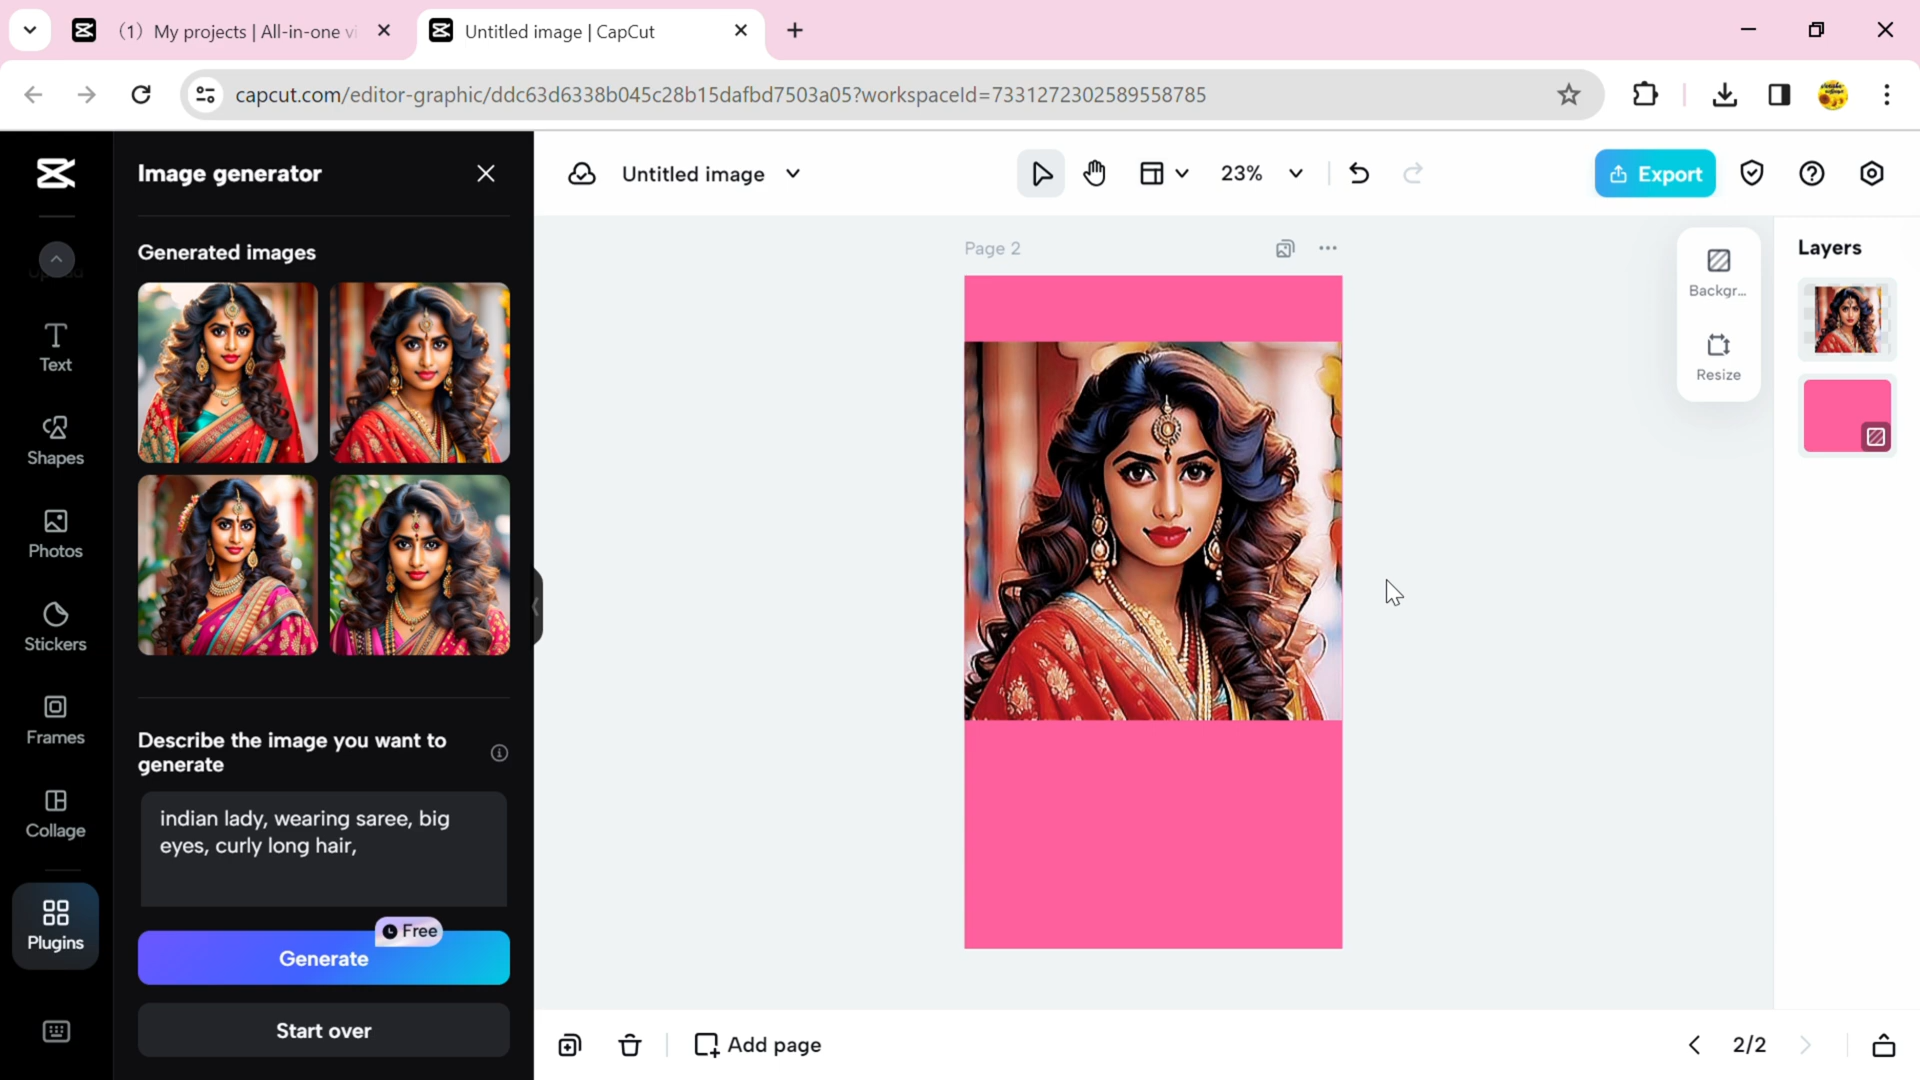 (1) My projects | All-in-one vi
Untitled image | CapCut
capcut.com/editor-graphic/ddc63d6338b045c28b15dafbd7503a05?workspaceId=7331272302589558785
Image generator
Untitled image
23%
Export
Generated images
Page 2
Backgr...
Resize
Layers
Upload
Text
Shapes
Photos
Stickers
Frames
Collage
Plugins
Describe the image you want to
generate
indian lady, wearing saree, big
eyes, curly long hair,
Free
Generate
Start over
Add page
2/2